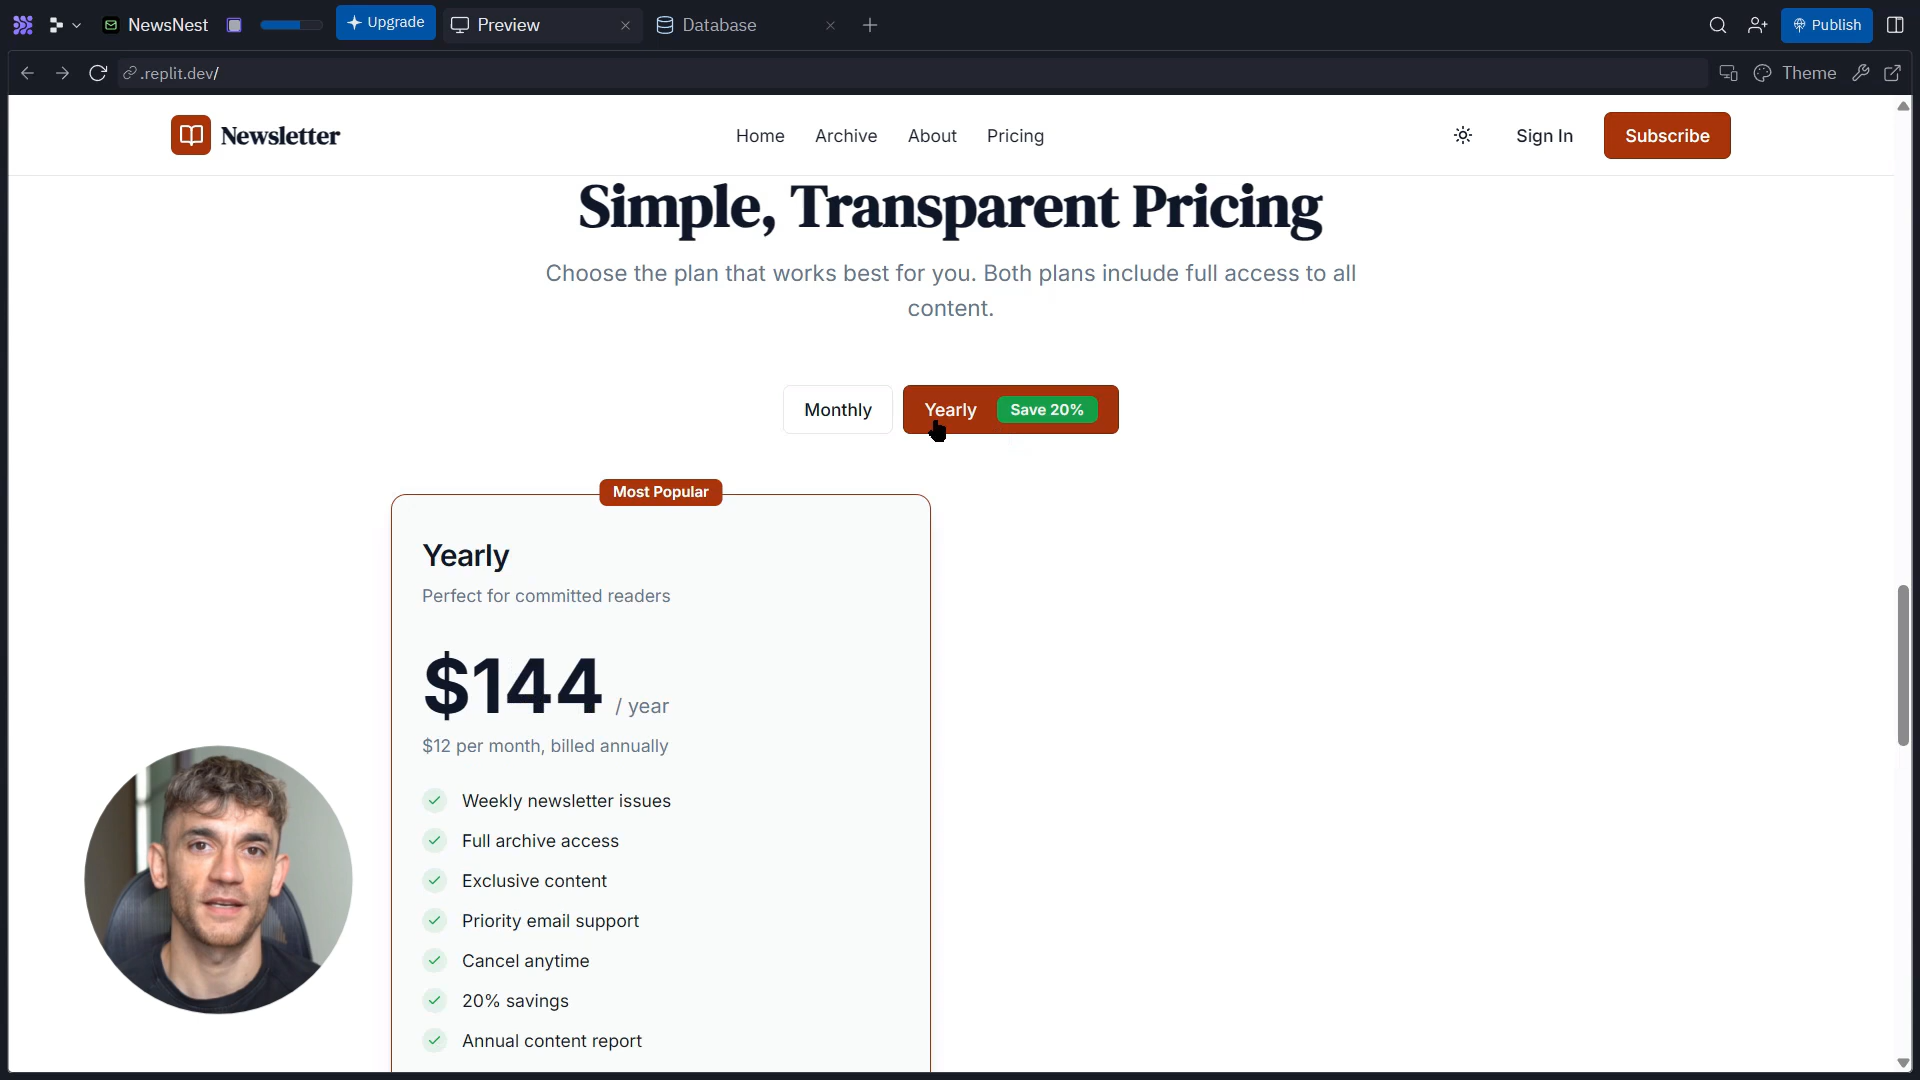 NewsNest
Upgrade
Preview
Database
Publish
.replit.dev/
Theme
Newsletter
Home
Archive
About
Pricing
Sign In
Subscribe
Simple, Transparent Pricing
Choose the plan that works best for you. Both plans include full access to all
content.
Monthly
Yearly
Save 20%
Most Popular
Yearly
Perfect for committed readers
$144 / year
$12 per month, billed annually
Weekly newsletter issues
Full archive access
Exclusive content
Priority email support
Cancel anytime
20% savings
Annual content report